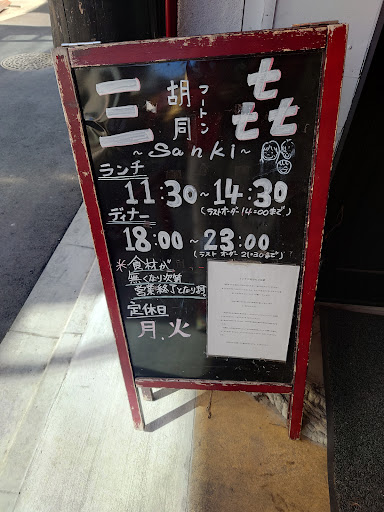 三 胡月 フートン 㐂
~Sanki~
ランチ
11:30~14:30
(ラストオーダー14:00まで)
ディナー
18:00~23:00
(ラストオーダー21:30まで)
※食材が
無くなり次第
営業終了となります
定休日
月、火